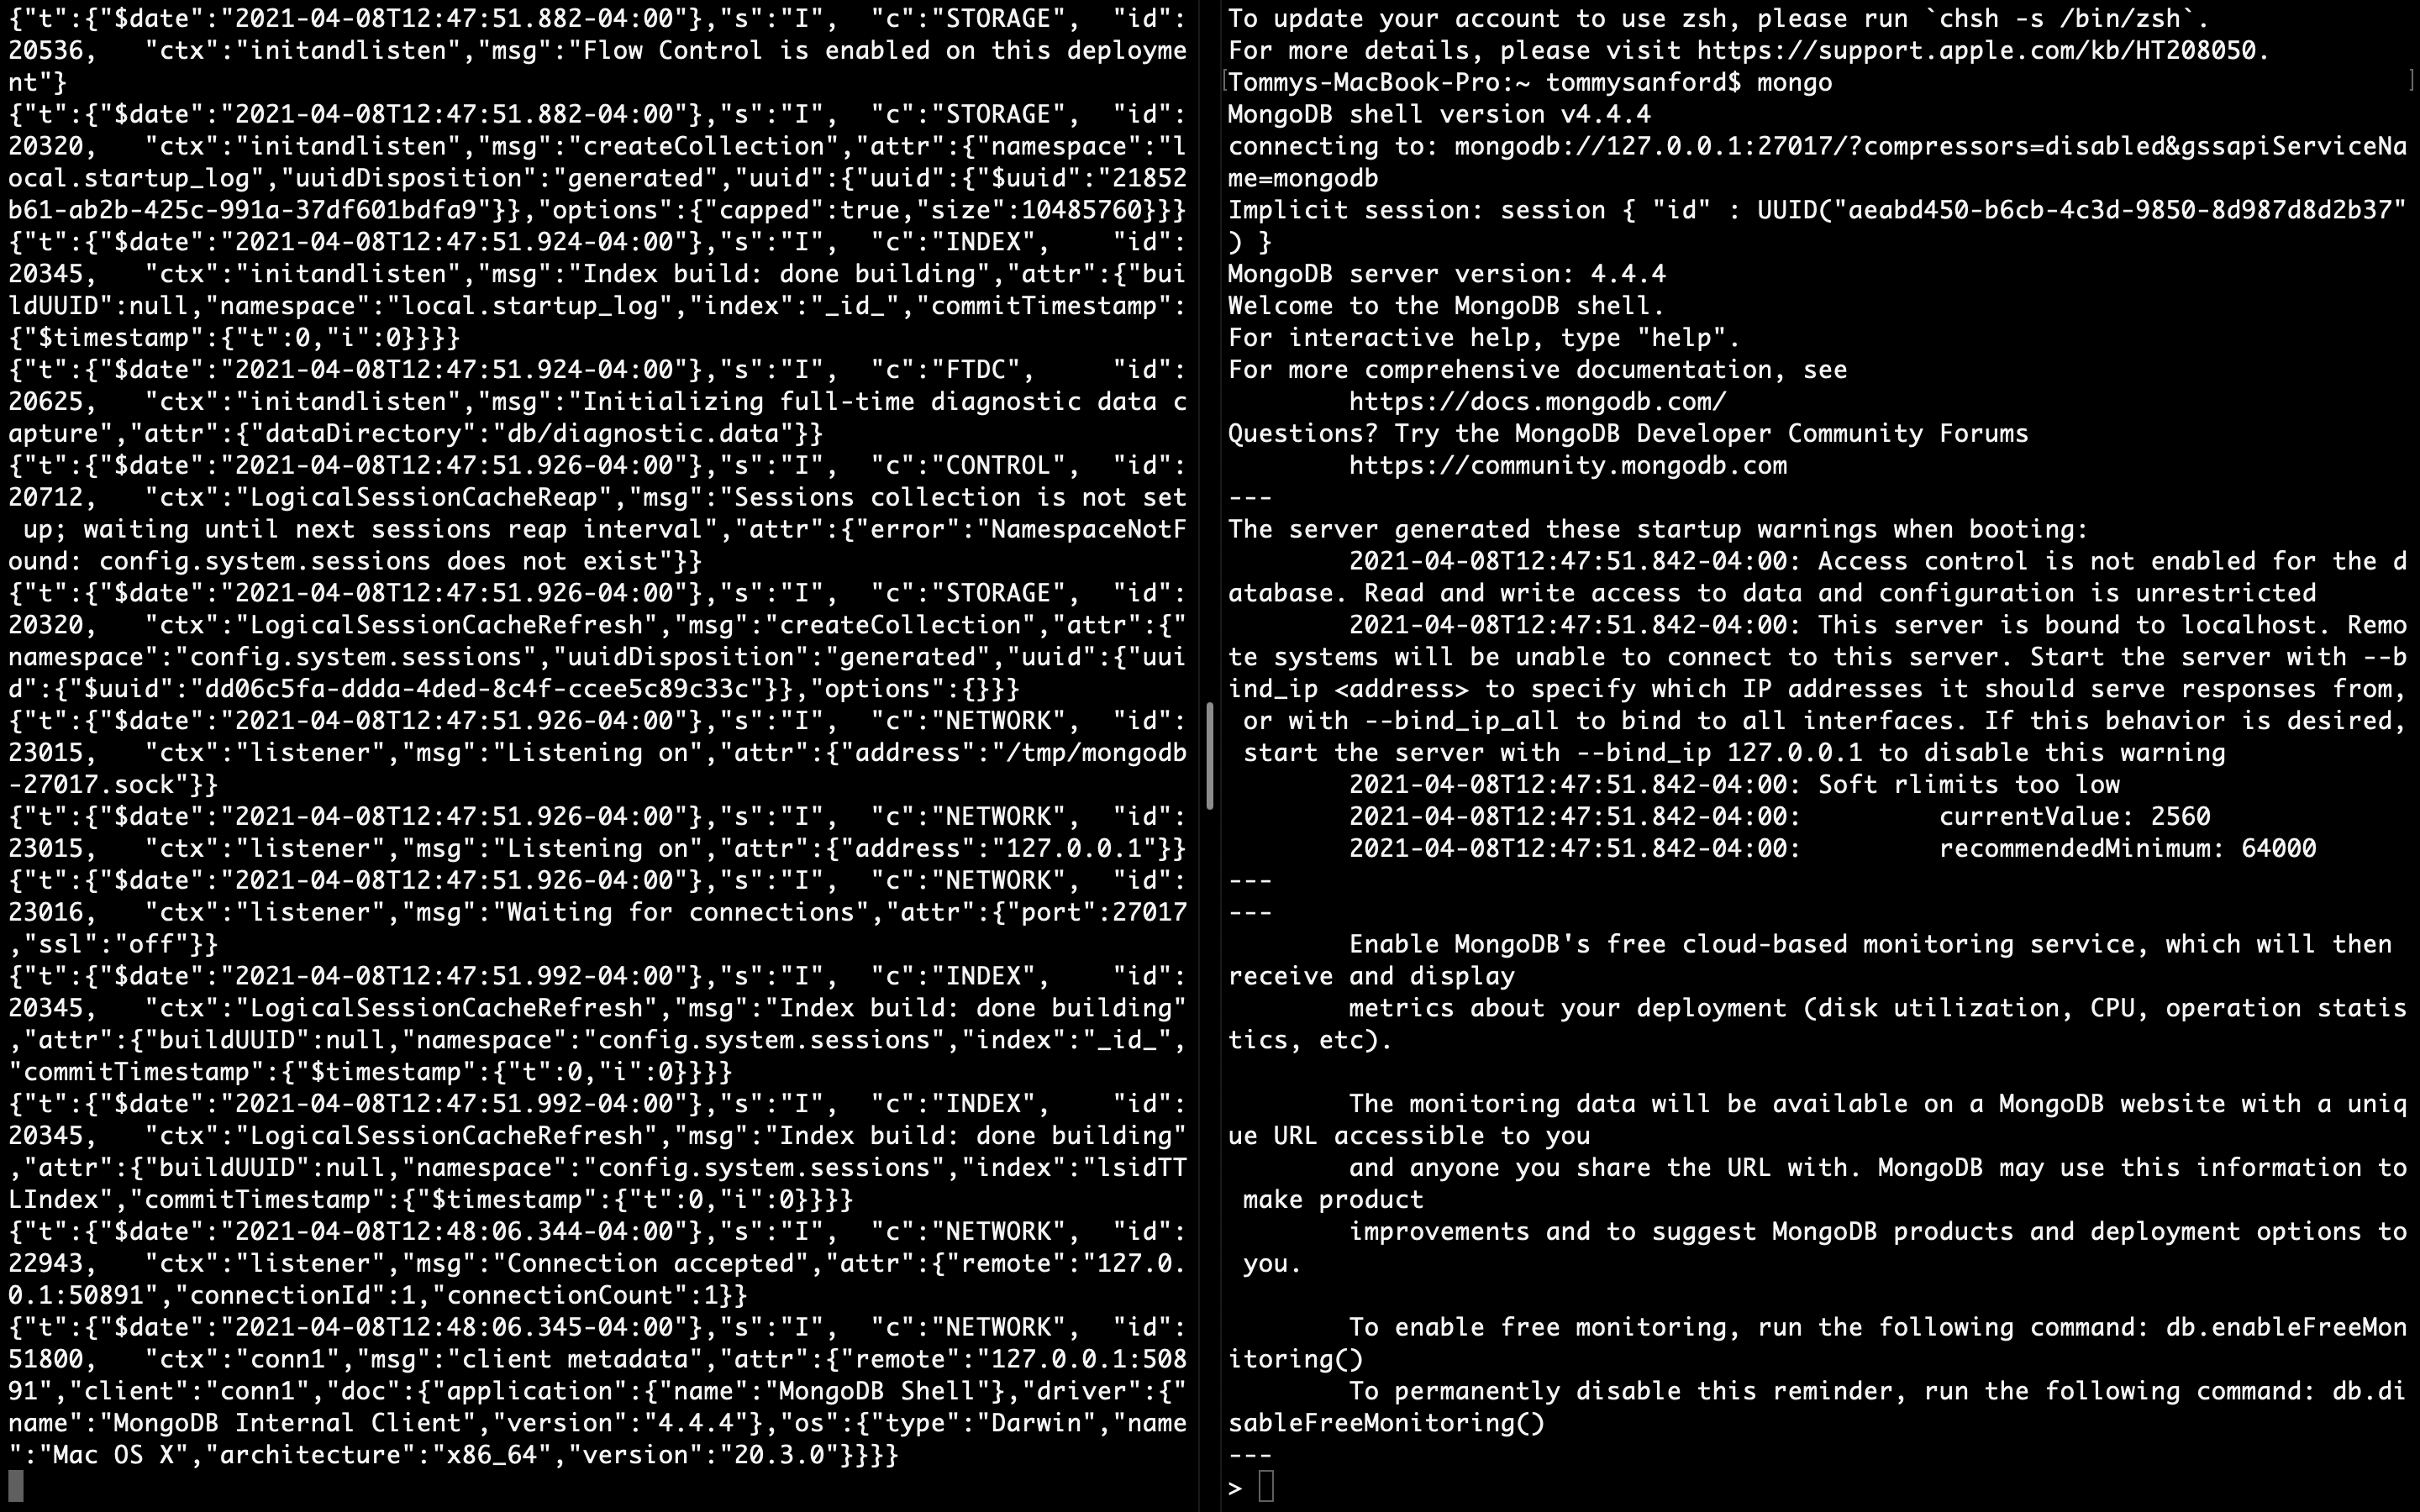 {"t":{"$date":"2021-04-08T12:47:51.882-04:00"},"s":"I",  "c":"STORAGE",  "id":
20536,   "ctx":"initandlisten","msg":"Flow Control is enabled on this deployme
nt"}
{"t":{"$date":"2021-04-08T12:47:51.882-04:00"},"s":"I",  "c":"STORAGE",  "id":
20320,   "ctx":"initandlisten","msg":"createCollection","attr":{"namespace":"l
ocal.startup_log","uuidDisposition":"generated","uuid":{"uuid":{"$uuid":"21852
b61-ab2b-425c-991a-37df601bdfa9"}},"options":{"capped":true,"size":10485760}}}
{"t":{"$date":"2021-04-08T12:47:51.924-04:00"},"s":"I",  "c":"INDEX",    "id":
20345,   "ctx":"initandlisten","msg":"Index build: done building","attr":{"bui
ldUUID":null,"namespace":"local.startup_log","index":"_id_","commitTimestamp":
{"$timestamp":{"t":0,"i":0}}}}
{"t":{"$date":"2021-04-08T12:47:51.924-04:00"},"s":"I",  "c":"FTDC",     "id":
20625,   "ctx":"initandlisten","msg":"Initializing full-time diagnostic data c
apture","attr":{"dataDirectory":"db/diagnostic.data"}}
{"t":{"$date":"2021-04-08T12:47:51.926-04:00"},"s":"I",  "c":"CONTROL",  "id":
20712,   "ctx":"LogicalSessionCacheReap","msg":"Sessions collection is not set
 up; waiting until next sessions reap interval","attr":{"error":"NamespaceNotF
ound: config.system.sessions does not exist"}}
{"t":{"$date":"2021-04-08T12:47:51.926-04:00"},"s":"I",  "c":"STORAGE",  "id":
20320,   "ctx":"LogicalSessionCacheRefresh","msg":"createCollection","attr":{"
namespace":"config.system.sessions","uuidDisposition":"generated","uuid":{"uui
d":{"$uuid":"dd06c5fa-ddda-4ded-8c4f-ccee5c89c33c"}},"options":{}}}
{"t":{"$date":"2021-04-08T12:47:51.926-04:00"},"s":"I",  "c":"NETWORK",  "id":
23015,   "ctx":"listener","msg":"Listening on","attr":{"address":"/tmp/mongodb
-27017.sock"}}
{"t":{"$date":"2021-04-08T12:47:51.926-04:00"},"s":"I",  "c":"NETWORK",  "id":
23015,   "ctx":"listener","msg":"Listening on","attr":{"address":"127.0.0.1"}}
{"t":{"$date":"2021-04-08T12:47:51.926-04:00"},"s":"I",  "c":"NETWORK",  "id":
23016,   "ctx":"listener","msg":"Waiting for connections","attr":{"port":27017
,"ssl":"off"}}
{"t":{"$date":"2021-04-08T12:47:51.992-04:00"},"s":"I",  "c":"INDEX",    "id":
20345,   "ctx":"LogicalSessionCacheRefresh","msg":"Index build: done building"
,"attr":{"buildUUID":null,"namespace":"config.system.sessions","index":"_id_",
"commitTimestamp":{"$timestamp":{"t":0,"i":0}}}}
{"t":{"$date":"2021-04-08T12:47:51.992-04:00"},"s":"I",  "c":"INDEX",    "id":
20345,   "ctx":"LogicalSessionCacheRefresh","msg":"Index build: done building"
,"attr":{"buildUUID":null,"namespace":"config.system.sessions","index":"lsidTT
LIndex","commitTimestamp":{"$timestamp":{"t":0,"i":0}}}}
{"t":{"$date":"2021-04-08T12:48:06.344-04:00"},"s":"I",  "c":"NETWORK",  "id":
22943,   "ctx":"listener","msg":"Connection accepted","attr":{"remote":"127.0.
0.1:50891","connectionId":1,"connectionCount":1}}
{"t":{"$date":"2021-04-08T12:48:06.345-04:00"},"s":"I",  "c":"NETWORK",  "id":
51800,   "ctx":"conn1","msg":"client metadata","attr":{"remote":"127.0.0.1:508
91","client":"conn1","doc":{"application":{"name":"MongoDB Shell"},"driver":{"
name":"MongoDB Internal Client","version":"4.4.4"},"os":{"type":"Darwin","name
":"Mac OS X","architecture":"x86_64","version":"20.3.0"}}}}
To update your account to use zsh, please run `chsh -s /bin/zsh`.
For more details, please visit https://support.apple.com/kb/HT208050.
[Tommys-MacBook-Pro:~ tommysanford$ mongo ]
MongoDB shell version v4.4.4
connecting to: mongodb://127.0.0.1:27017/?compressors=disabled&gssapiServiceNa
me=mongodb
Implicit session: session { "id" : UUID("aeabd450-b6cb-4c3d-9850-8d987d8d2b37"
) }
MongoDB server version: 4.4.4
Welcome to the MongoDB shell.
For interactive help, type "help".
For more comprehensive documentation, see
        https://docs.mongodb.com/
Questions? Try the MongoDB Developer Community Forums
        https://community.mongodb.com
---
The server generated these startup warnings when booting:
        2021-04-08T12:47:51.842-04:00: Access control is not enabled for the d
atabase. Read and write access to data and configuration is unrestricted
        2021-04-08T12:47:51.842-04:00: This server is bound to localhost. Remo
te systems will be unable to connect to this server. Start the server with --b
ind_ip <address> to specify which IP addresses it should serve responses from,
 or with --bind_ip_all to bind to all interfaces. If this behavior is desired,
 start the server with --bind_ip 127.0.0.1 to disable this warning
        2021-04-08T12:47:51.842-04:00: Soft rlimits too low
        2021-04-08T12:47:51.842-04:00:         currentValue: 2560
        2021-04-08T12:47:51.842-04:00:         recommendedMinimum: 64000
---
---
        Enable MongoDB's free cloud-based monitoring service, which will then
receive and display
        metrics about your deployment (disk utilization, CPU, operation statis
tics, etc).
        The monitoring data will be available on a MongoDB website with a uniq
ue URL accessible to you
        and anyone you share the URL with. MongoDB may use this information to
 make product
        improvements and to suggest MongoDB products and deployment options to
 you.
        To enable free monitoring, run the following command: db.enableFreeMon
itoring()
        To permanently disable this reminder, run the following command: db.di
sableFreeMonitoring()
---
>